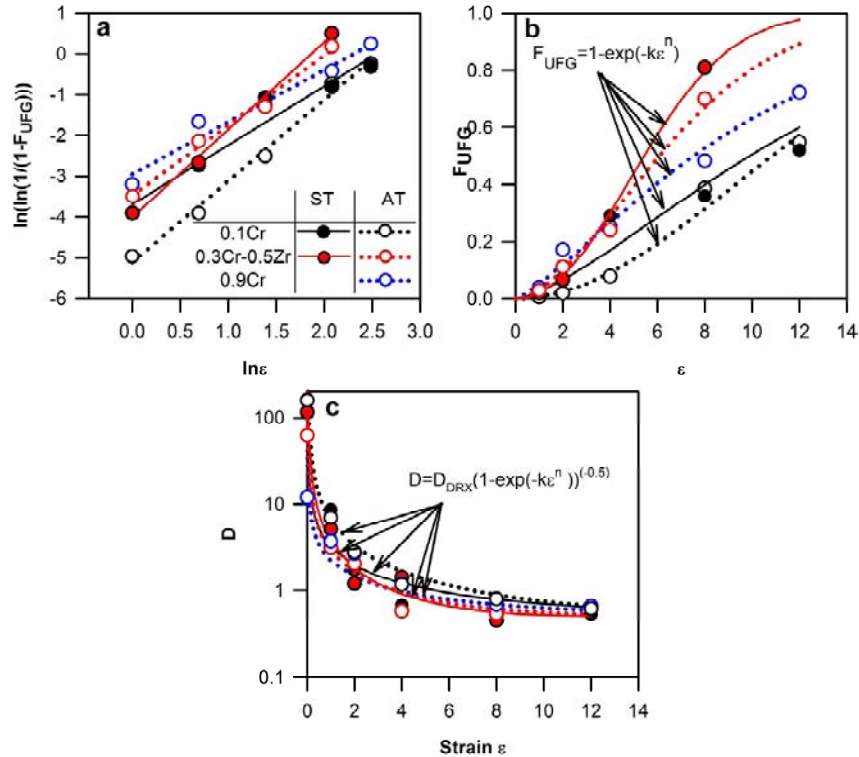 a
ln(ln(1/(1-F_UFG)))
1
0
-1
-2
-3
-4
-5
-6
ST AT
0.1Cr
0.3Cr-0.5Zr
0.9Cr
0.0 0.5 1.0 1.5 2.0 2.5 3.0
lnε
b
F_UFG
1.0
0.8
0.6
0.4
0.2
0.0
F_UFG=1-exp(-kε^n)
0 2 4 6 8 10 12 14
ε
c
D
100
10
1
0.1
D=D_DRX(1-exp(-kε^n))^(-0.5)
0 2 4 6 8 10 12 14
Strain ε